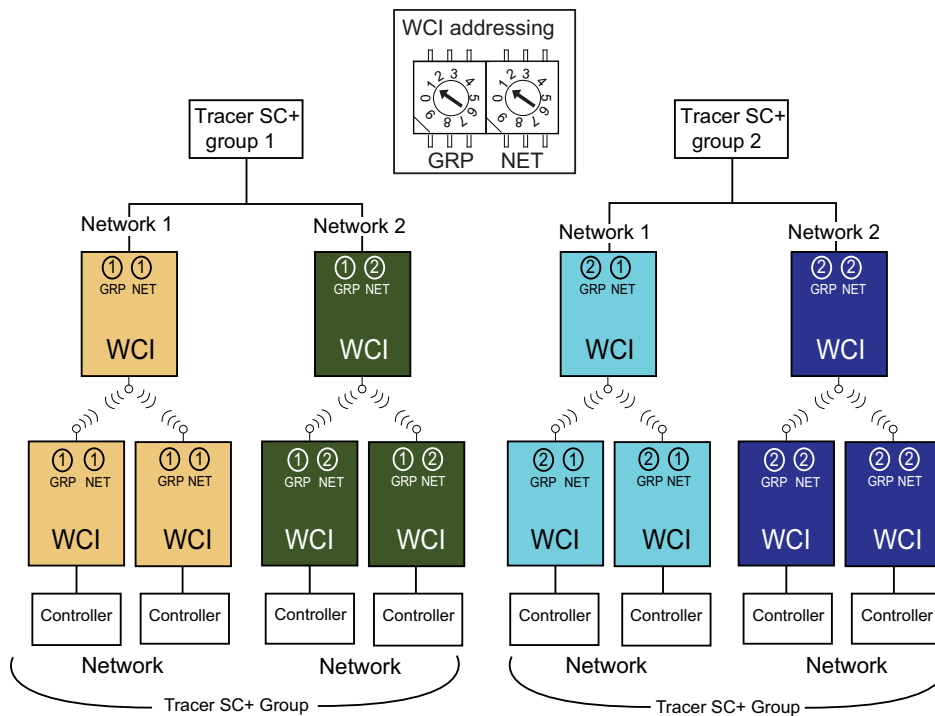 WCI addressing
0 1 2 3 4 5 6 7 8 9
0 1 2 3 4 5 6 7 8 9
GRP NET
Tracer SC+
group 1
Tracer SC+
group 2
Network 1
Network 2
Network 1
Network 2
1 1
GRP NET
WCI
1 2
GRP NET
WCI
2 1
GRP NET
WCI
2 2
GRP NET
WCI
1 1
GRP NET
WCI
1 1
GRP NET
WCI
1 2
GRP NET
WCI
1 2
GRP NET
WCI
2 1
GRP NET
WCI
2 1
GRP NET
WCI
2 2
GRP NET
WCI
2 2
GRP NET
WCI
Controller
Controller
Controller
Controller
Controller
Controller
Controller
Controller
Network
Network
Network
Network
Tracer SC+ Group
Tracer SC+ Group